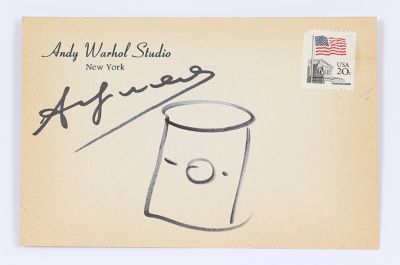 Andy Warhol Studio
New York
USA
20c